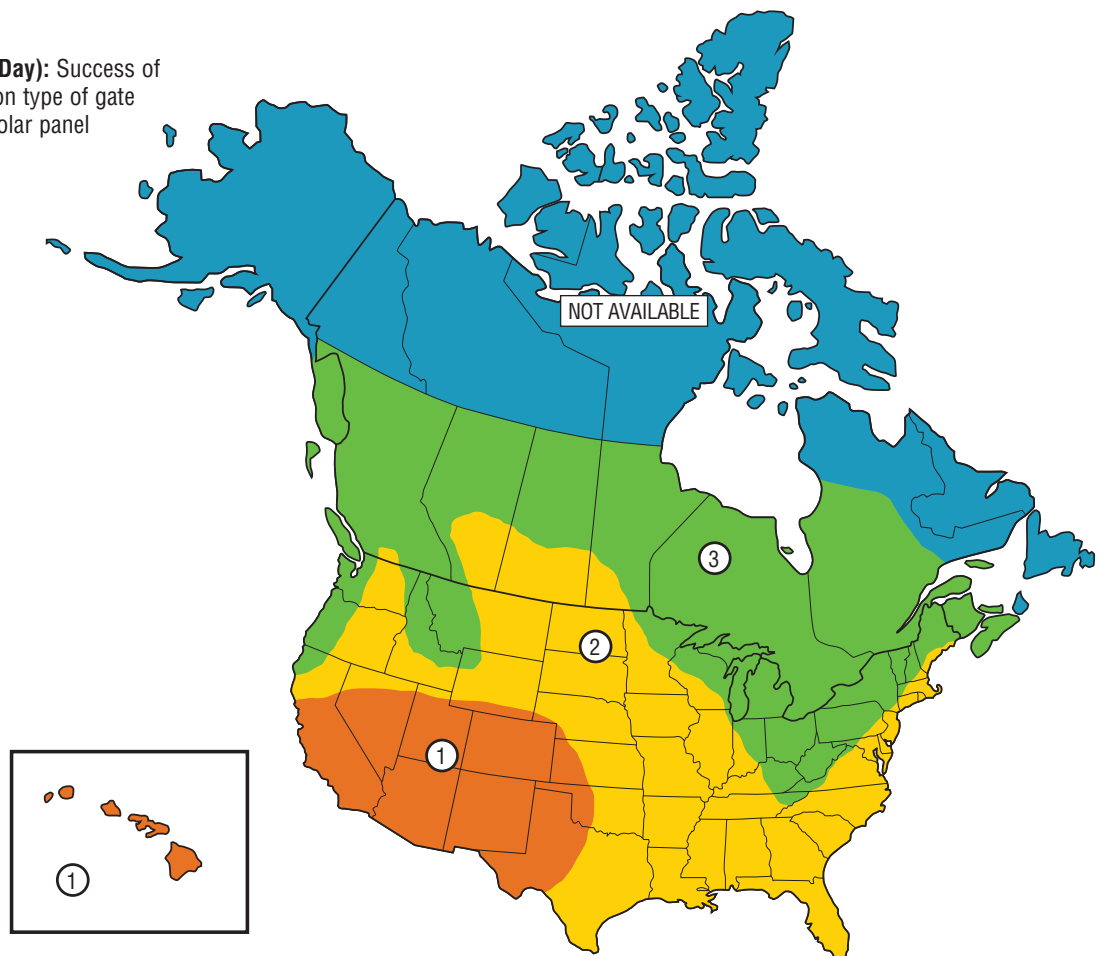 Day): Success of
on type of gate
olar panel
NOT AVAILABLE
3
2
1
1